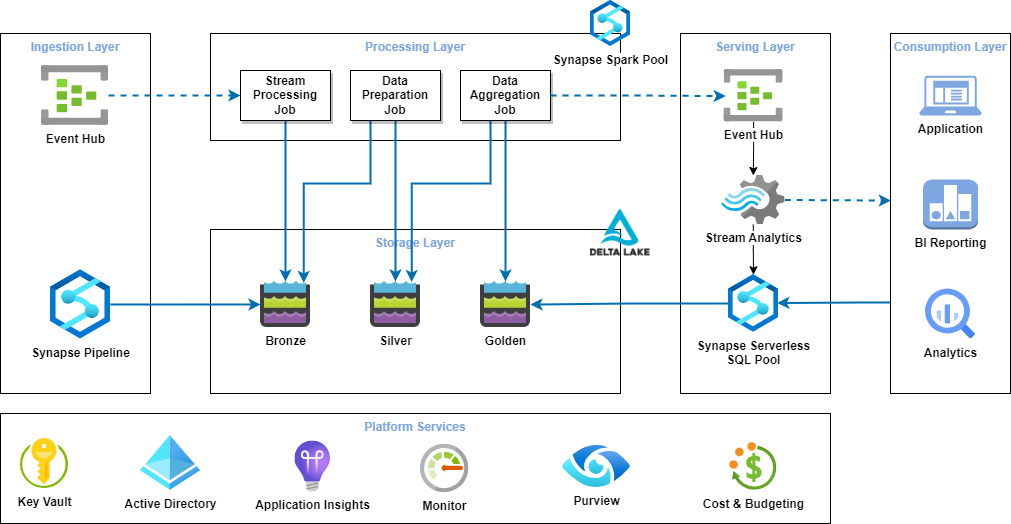 Ingestion Layer
Event Hub
Synapse Pipeline
Processing Layer
Synapse Spark Pool
Stream
Processing
Job
Data
Preparation
Job
Data
Aggregation
Job
Storage Layer
DELTA LAKE
Bronze
Silver
Golden
Serving Layer
Event Hub
Stream Analytics
Synapse Serverless
SQL Pool
Consumption Layer
Application
BI Reporting
Analytics
Platform Services
Key Vault
Active Directory
Application Insights
Monitor
Purview
Cost & Budgeting